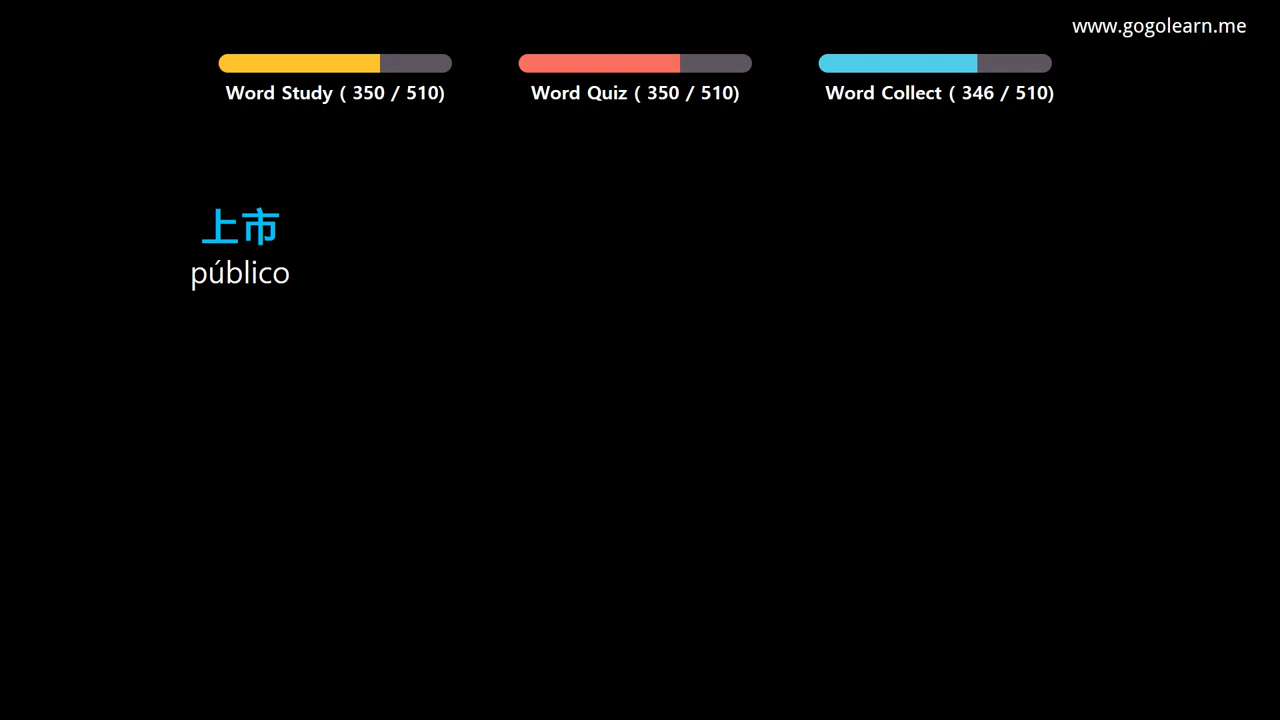 www.gogolearn.me
Word Study ( 350 / 510)
Word Quiz ( 350 / 510)
Word Collect ( 346 / 510)
上市
público